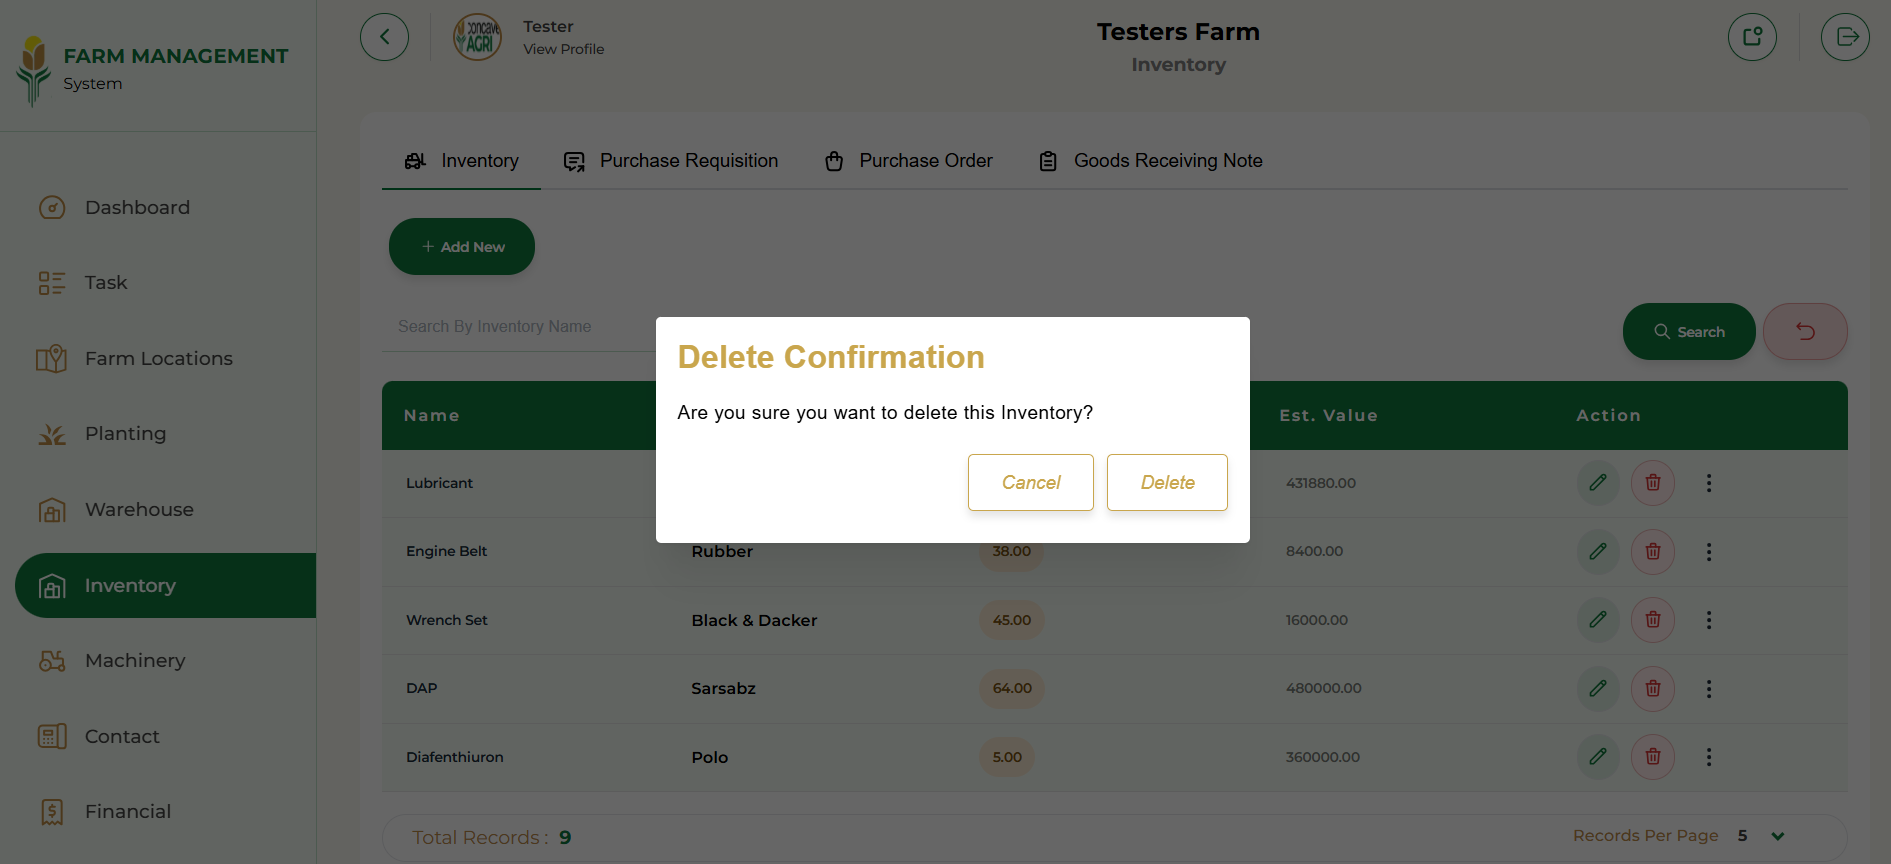 FARM MANAGEMENT
System
Dashboard
Task
Farm Locations
Planting
Warehouse
Inventory
Machinery
Contact
Financial
concave
AGRI
Tester
View Profile
Testers Farm
Inventory
Inventory Purchase Requisition Purchase Order Goods Receiving Note
+ Add New
Search By Inventory Name
Search
Delete Confirmation
Are you sure you want to delete this Inventory?
Cancel Delete
Name Est. Value Action
Lubricant 431880.00
Engine Belt Rubber 38.00 8400.00
Wrench Set Black & Dacker 45.00 16000.00
DAP Sarsabz 64.00 480000.00
Diafenthiuron Polo 5.00 360000.00
Total Records : 9
Records Per Page 5